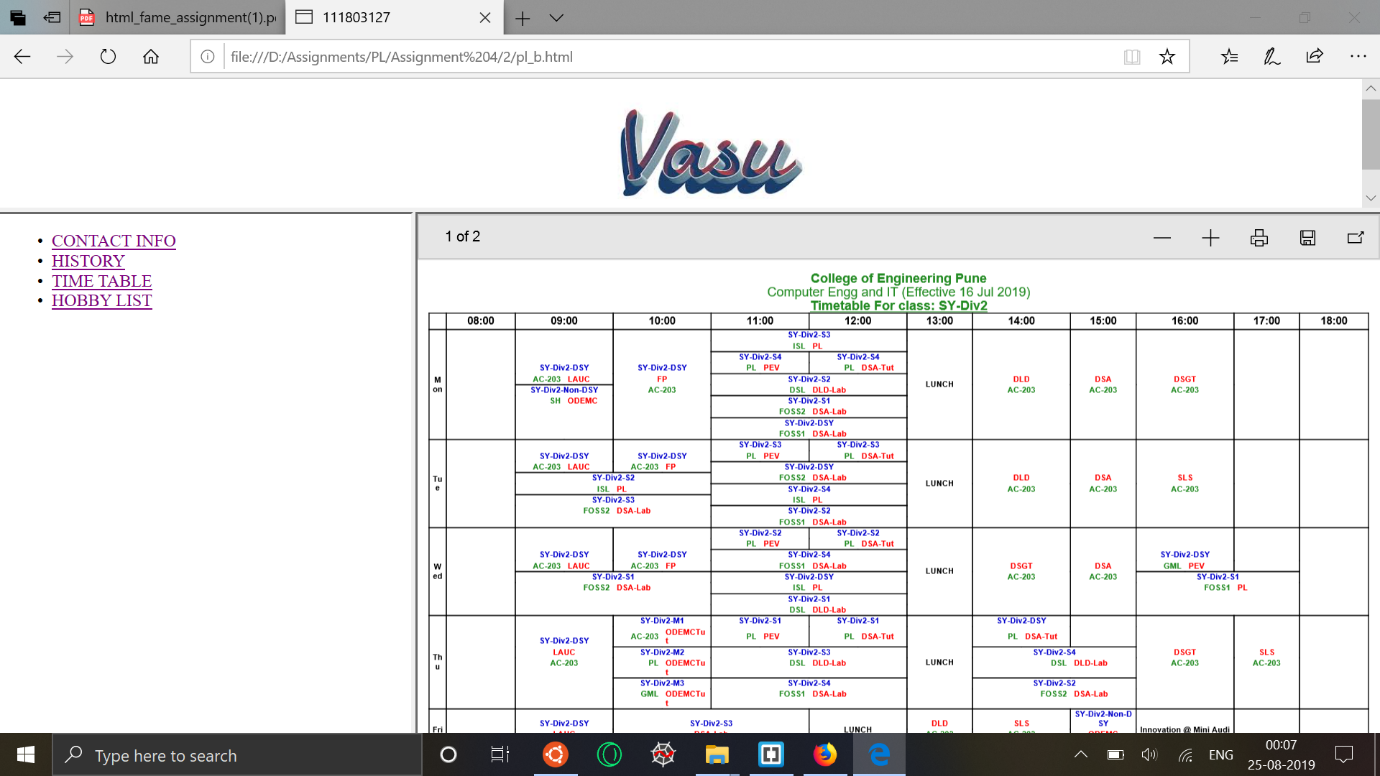 html_fame_assignment(1).p
111803127
file:///D:/Assignments/PL/Assignment%204/2/pl_b.html
Vasu
CONTACT INFO
HISTORY
TIME TABLE
HOBBY LIST
1 of 2
College of Engineering Pune
Computer Engg and IT (Effective 16 Jul 2019)
Timetable For class: SY-Div2
08:00 09:00 10:00 11:00 12:00 13:00 14:00 15:00 16:00 17:00 18:00
Mon
SY-Div2-DSY
AC-203 LAUC
SY-Div2-Non-DSY
SH ODEMC
SY-Div2-DSY
FP
AC-203
SY-Div2-S3
ISL PL
SY-Div2-S4 SY-Div2-S4
PL PEV PL DSA-Tut
SY-Div2-S2
DSL DLD-Lab
SY-Div2-S1
FOSS2 DSA-Lab
SY-Div2-DSY
FOSS1 DSA-Lab
LUNCH
DLD
AC-203
DSA
AC-203
DSGT
AC-203
Tu
e
SY-Div2-DSY SY-Div2-DSY
AC-203 LAUC AC-203 FP
SY-Div2-S2
ISL PL
SY-Div2-S3
FOSS2 DSA-Lab
SY-Div2-S3 SY-Div2-S3
PL PEV PL DSA-Tut
SY-Div2-DSY
FOSS2 DSA-Lab
SY-Div2-S4
ISL PL
SY-Div2-S2
FOSS1 DSA-Lab
LUNCH
DLD
AC-203
DSA
AC-203
SLS
AC-203
W
ed
SY-Div2-DSY SY-Div2-DSY
AC-203 LAUC AC-203 FP
SY-Div2-S1
FOSS2 DSA-Lab
SY-Div2-S2 SY-Div2-S2
PL PEV PL DSA-Tut
SY-Div2-S4
FOSS1 DSA-Lab
SY-Div2-DSY
ISL PL
SY-Div2-S1
DSL DLD-Lab
LUNCH
DSGT
AC-203
DSA
AC-203
SY-Div2-DSY
GML PEV
SY-Div2-S1
FOSS1 PL
Th
u
SY-Div2-DSY
LAUC
AC-203
SY-Div2-M1
AC-203 ODEMCTu
t
SY-Div2-M2
PL ODEMCTu
t
SY-Div2-M3
GML ODEMCTu
t
SY-Div2-S1 SY-Div2-S1
PL PEV PL DSA-Tut
SY-Div2-S3
DSL DLD-Lab
SY-Div2-S4
FOSS1 DSA-Lab
LUNCH
SY-Div2-DSY
PL DSA-Tut
SY-Div2-S4
DSL DLD-Lab
SY-Div2-S2
FOSS2 DSA-Lab
DSGT
AC-203
SLS
AC-203
Fri
SY-Div2-DSY
SY-Div2-S3
LUNCH
DLD
SLS
SY-Div2-Non-D
SY
Innovation @ Mini Audi
Type here to search
ENG
00:07
25-08-2019